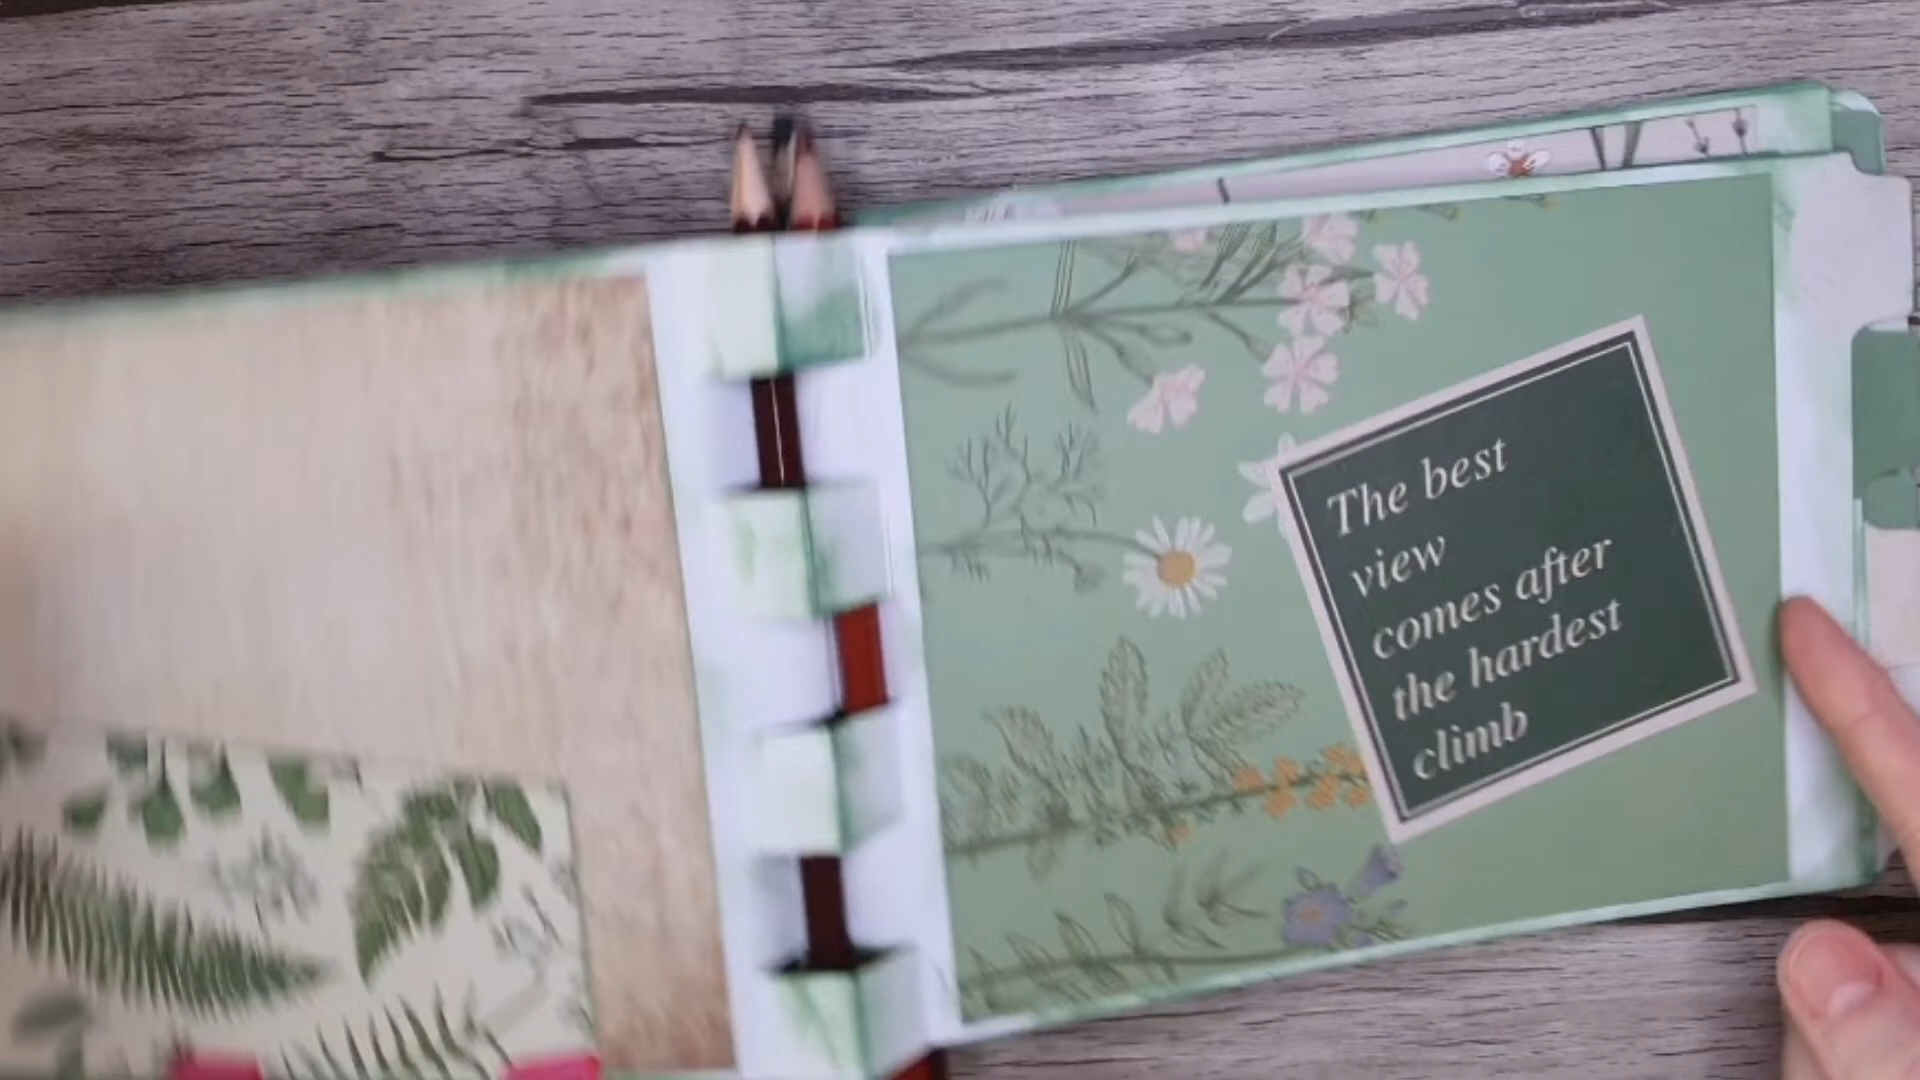 The best
view
comes after
the hardest
climb